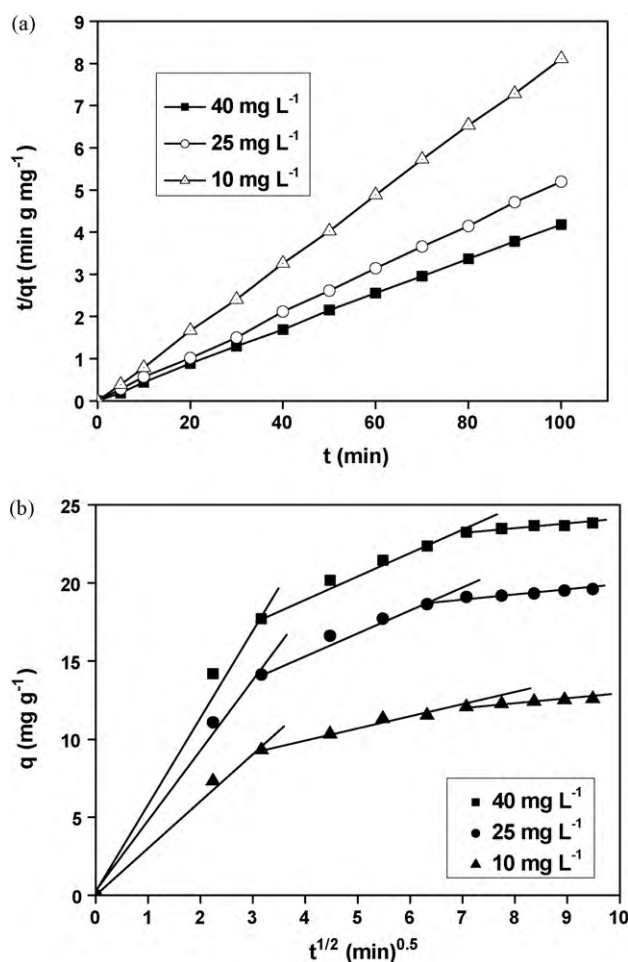 (a)
9
8
7
6
5
4
3
2
1
0
t/qt (min g mg⁻¹)
40 mg L⁻¹
25 mg L⁻¹
10 mg L⁻¹
0 20 40 60 80 100
t (min)
(b)
25
20
15
10
5
0
q (mg g⁻¹)
40 mg L⁻¹
25 mg L⁻¹
10 mg L⁻¹
0 1 2 3 4 5 6 7 8 9 10
t^1/2 (min)^0.5